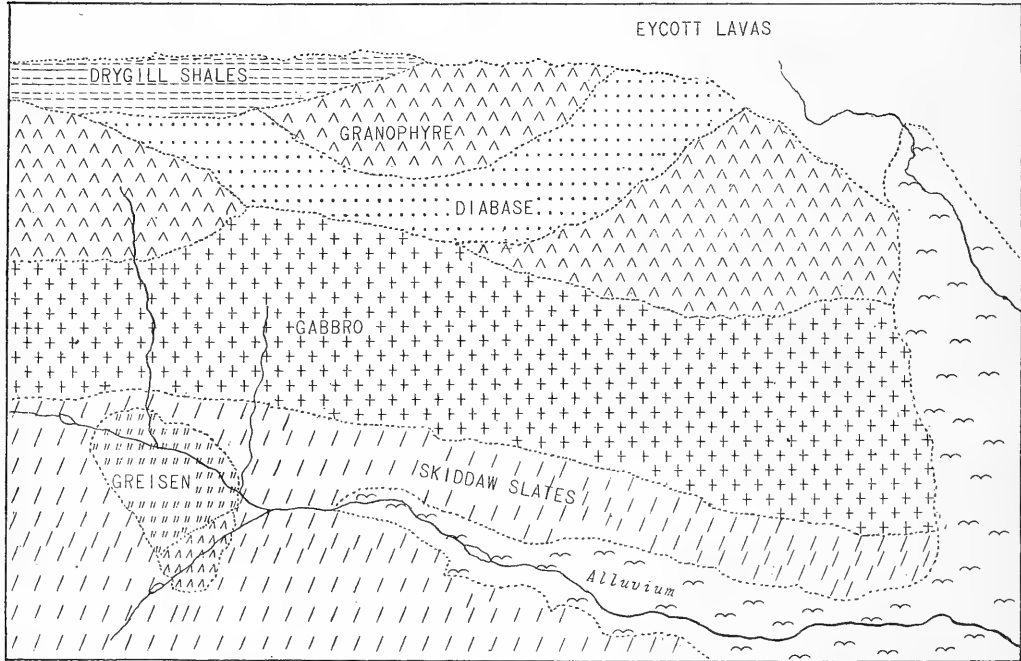 EYCOTT LAVAS
DRYGILL SHALES
GRANOPHYRE
DIABASE
GABBRO
SKIDDAW SLATES
GREISEN
Alluvium